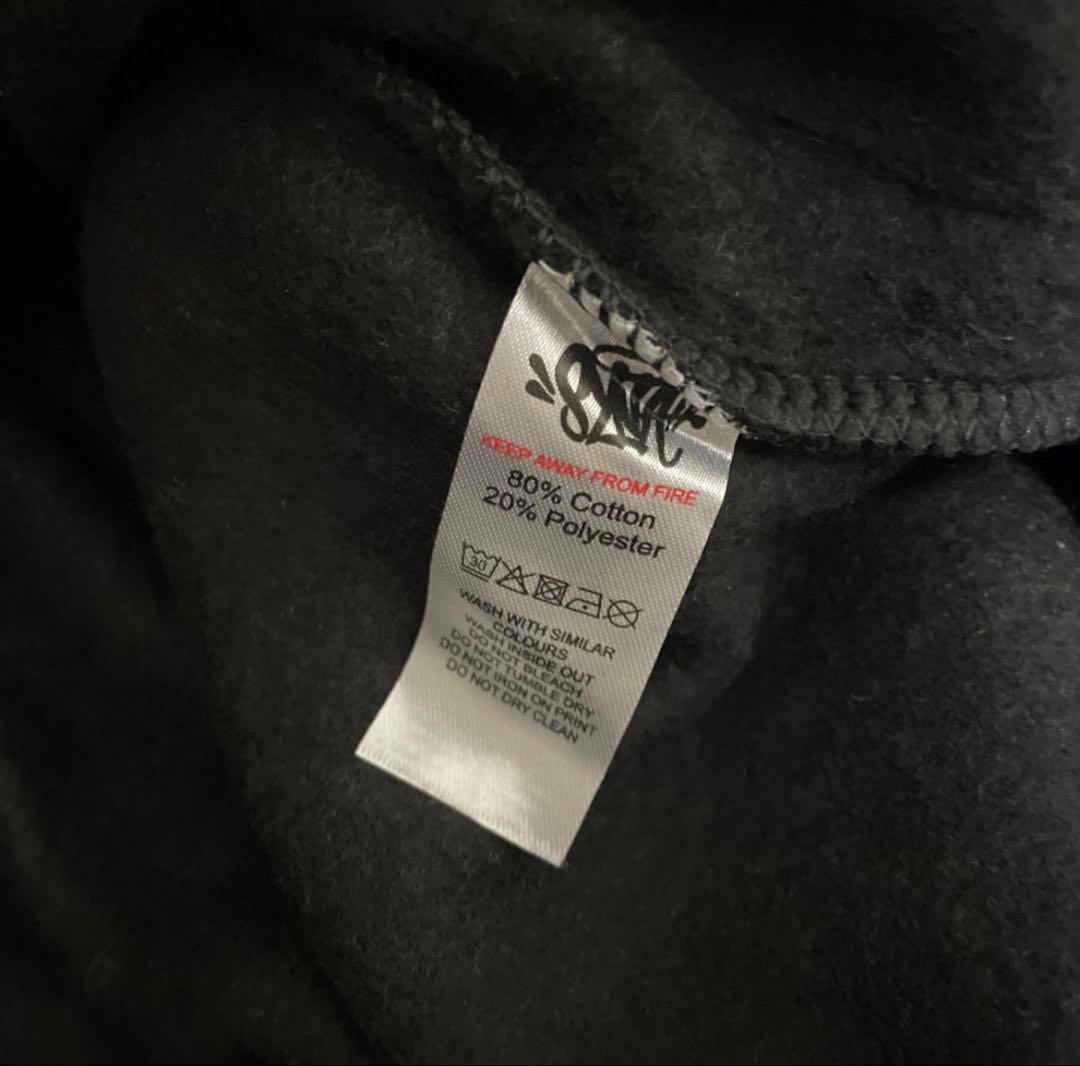 KEEP AWAY FROM FIRE
80% Cotton
20% Polyester
30
WASH WITH SIMILAR
COLOURS
WASH INSIDE OUT
DO NOT BLEACH
DO NOT TUMBLE DRY
DO NOT IRON ON PRINT
DO NOT DRY CLEAN